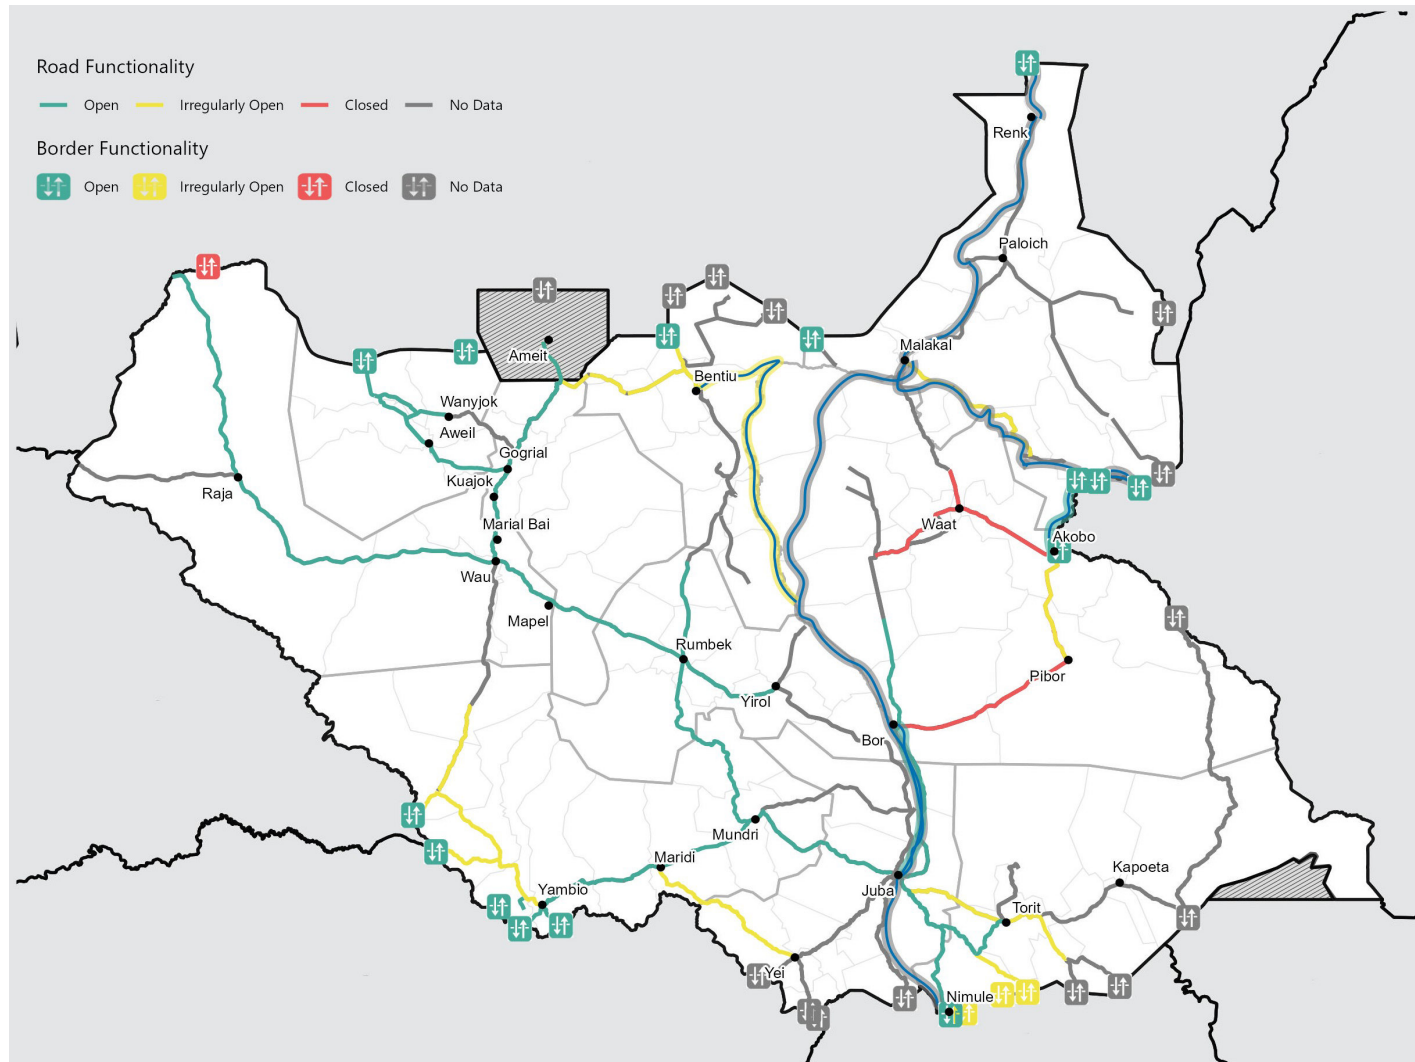 Road Functionality
Open Irregularly Open Closed No Data
Border Functionality
Open Irregularly Open Closed No Data
Renk
Paloich
Malakal
Ameit
Bentiu
Wanyjok
Aweil
Gogrial
Kuajok
Raja
Marial Bai
Waat
Akobo
Wau
Mapel
Rumbek
Pibor
Yirol
Bor
Mundri
Maridi
Kapoeta
Yambio
Juba
Torit
Yei
Nimule